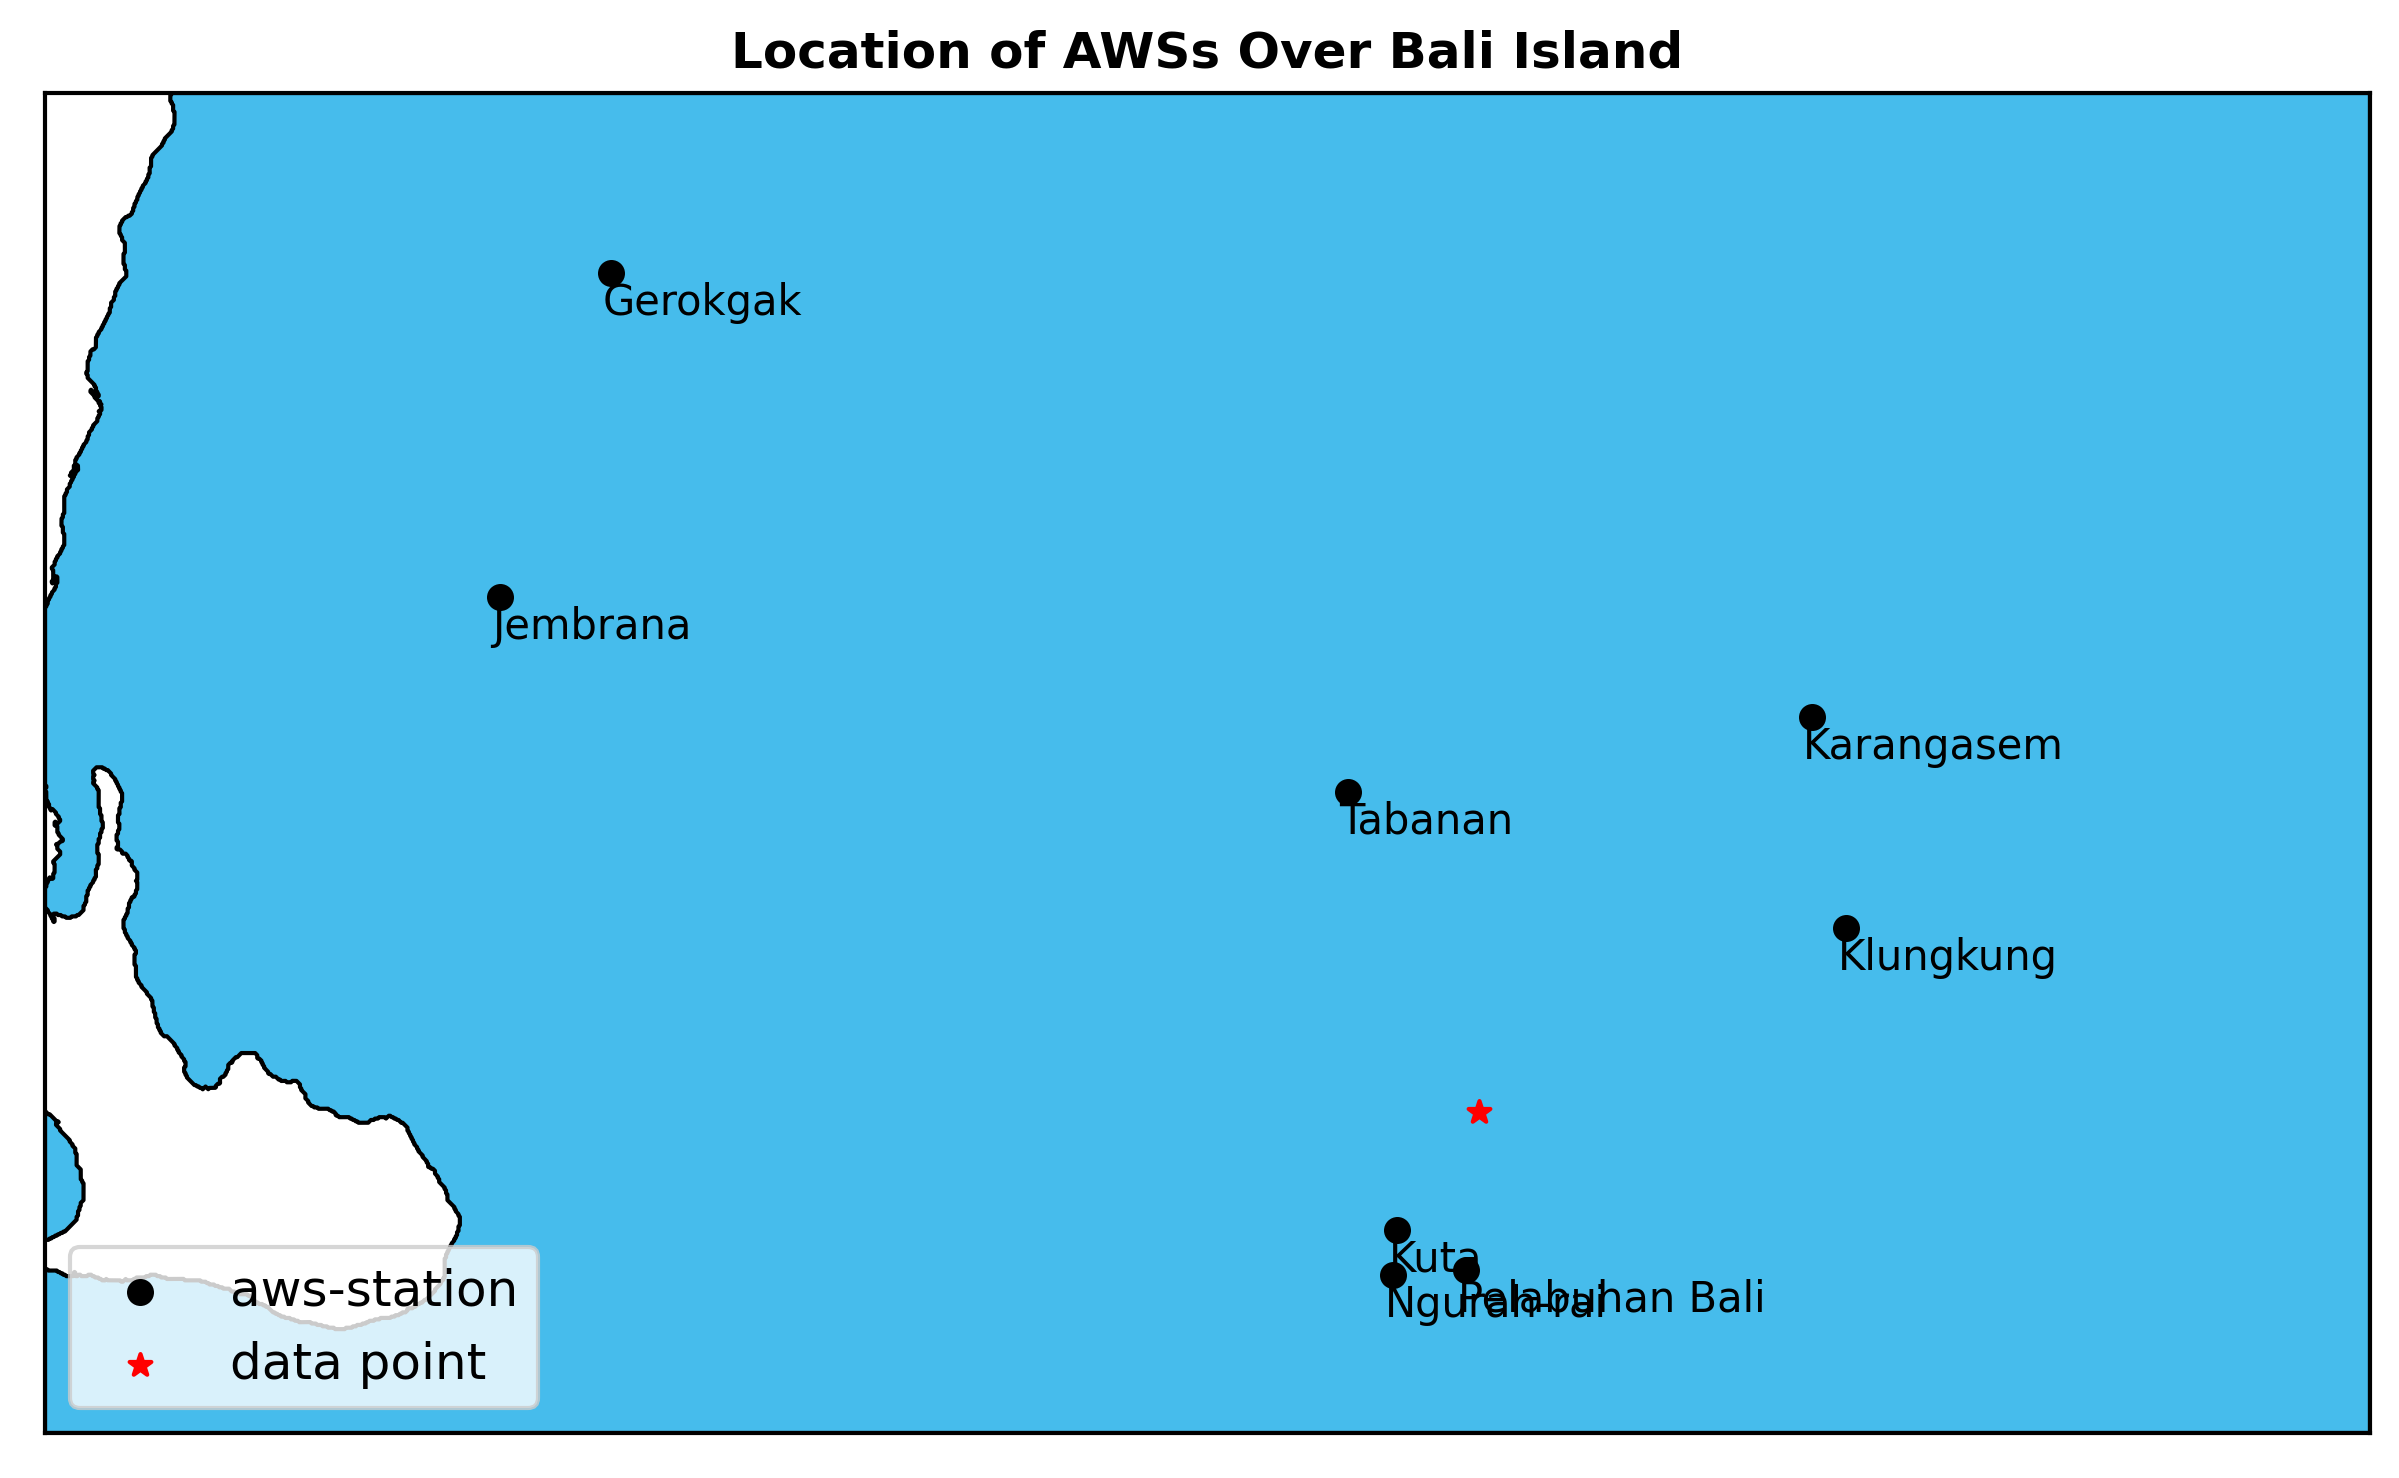 Location of AWSs Over Bali Island
Gerokgak
Jembrana
Karangasem
Tabanan
Klungkung
Kuta
Pelabuhan Bali
Ngurah-rai
aws-station
data point